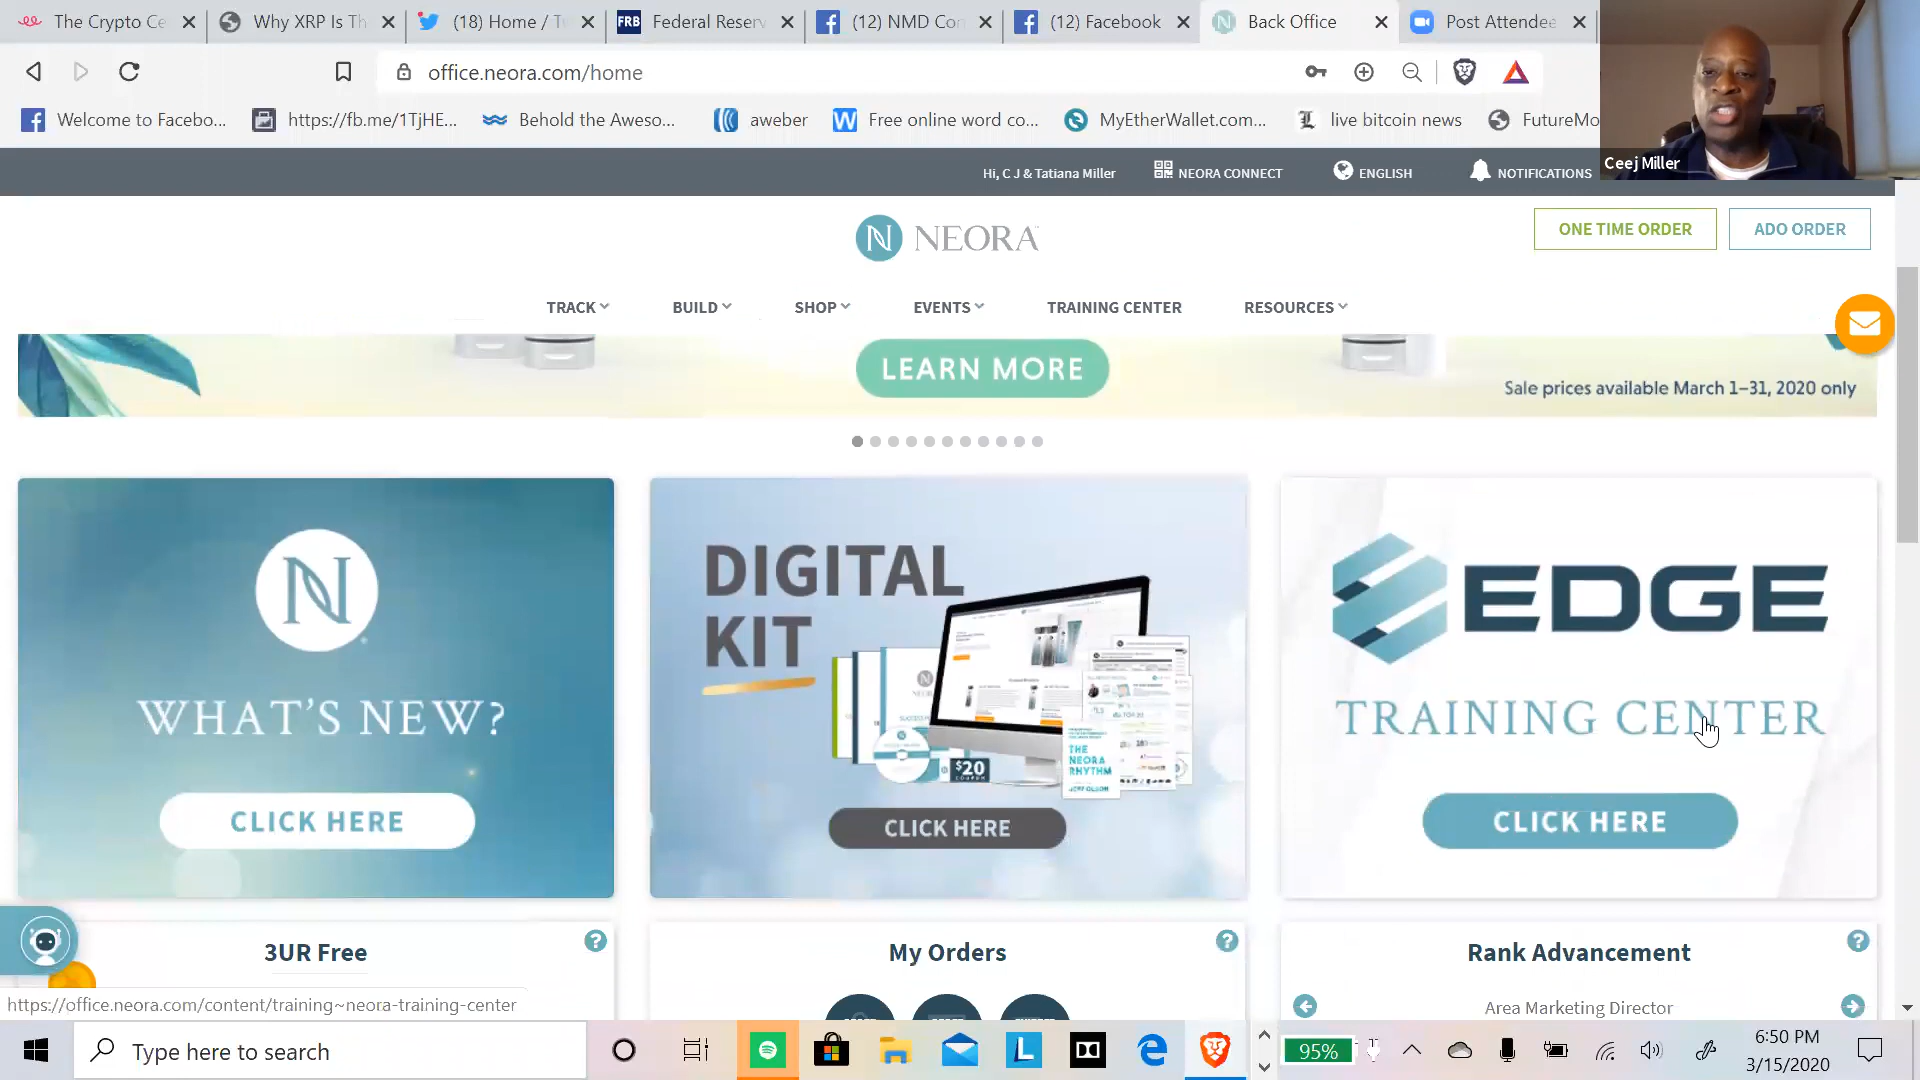 The Crypto Ce
Why XRP Is Th
(18) Home / T
FRB
Federal Reserv
(12) NMD Con
(12) Facebook
Back Office
Post Attendee
office.neora.com/home
Welcome to Facebo...
https://fb.me/1TjHE...
Behold the Aweso...
aweber
W
Free online word co...
MyEtherWallet.com...
L
live bitcoin news
FutureMo
Ceej Miller
Hi, C J & Tatiana Miller
NEORA CONNECT
ENGLISH
NOTIFICATIONS
N NEORA
ONE TIME ORDER
ADO ORDER
TRACK
BUILD
SHOP
EVENTS
TRAINING CENTER
RESOURCES
LEARN MORE
Sale prices available March 1–31, 2020 only
N
WHAT'S NEW?
CLICK HERE
DIGITAL
KIT
$20
COUPON
THE
NEORA
RHYTHM
CLICK HERE
EDGE
TRAINING CENTER
CLICK HERE
3UR Free
?
My Orders
?
Rank Advancement
?
Area Marketing Director
https://office.neora.com/content/training~neora-training-center
Type here to search
L
95%
6:50 PM
3/15/2020